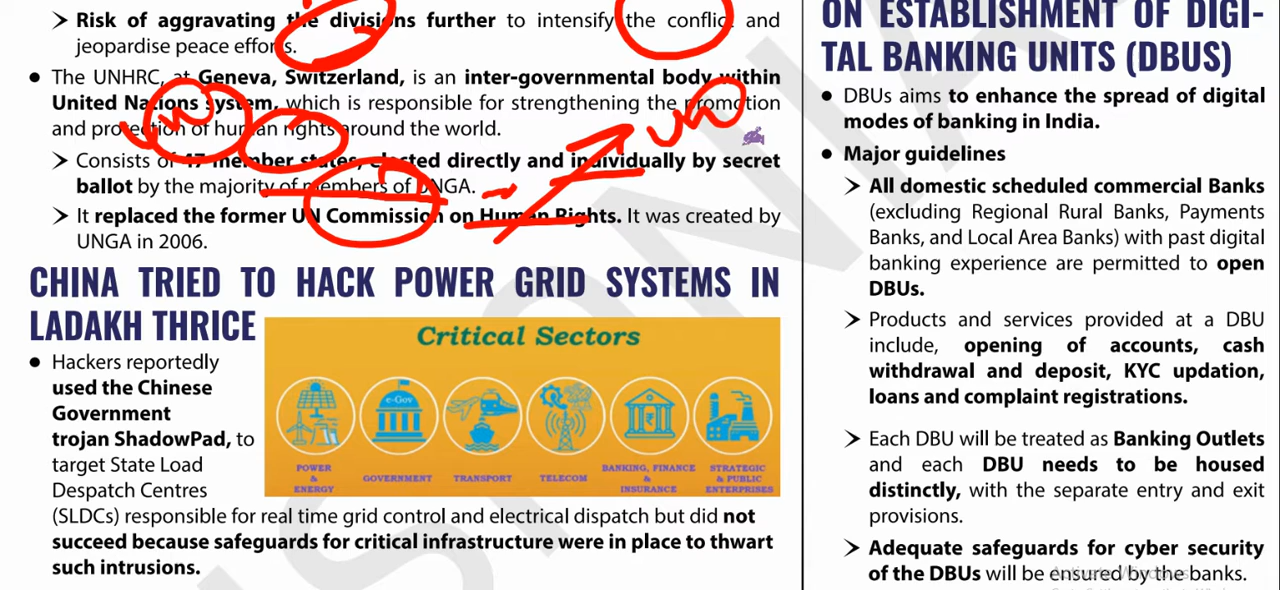 ➤ Risk of aggravating the divisions further to intensify the conflict and
jeopardise peace efforts.
● The UNHRC, at Geneva, Switzerland, is an inter-governmental body within
United Nations system, which is responsible for strengthening the promotion
and protection of human rights around the world.
➤ Consists of 47 member states, elected directly and individually by secret
ballot by the majority of members of UNGA.
➤ It replaced the former UN Commission on Human Rights. It was created by
UNGA in 2006.
CHINA TRIED TO HACK POWER GRID SYSTEMS IN
LADAKH THRICE
● Hackers reportedly
used the Chinese
Government
trojan ShadowPad, to
target State Load
Despatch Centres
(SLDCs) responsible for real time grid control and electrical dispatch but did not
succeed because safeguards for critical infrastructure were in place to thwart
such intrusions.
Critical Sectors
e-Gov
POWER
&
ENERGY
GOVERNMENT
TRANSPORT
TELECOM
BANKING, FINANCE
&
INSURANCE
STRATEGIC
& PUBLIC
ENTERPRISES
ON ESTABLISHMENT OF DIGI-
TAL BANKING UNITS (DBUS)
● DBUs aims to enhance the spread of digital
modes of banking in India.
● Major guidelines
➤ All domestic scheduled commercial Banks
(excluding Regional Rural Banks, Payments
Banks, and Local Area Banks) with past digital
banking experience are permitted to open
DBUs.
➤ Products and services provided at a DBU
include, opening of accounts, cash
withdrawal and deposit, KYC updation,
loans and complaint registrations.
➤ Each DBU will be treated as Banking Outlets
and each DBU needs to be housed
distinctly, with the separate entry and exit
provisions.
➤ Adequate safeguards for cyber security
of the DBUs will be ensured by the banks.
Activate Windows